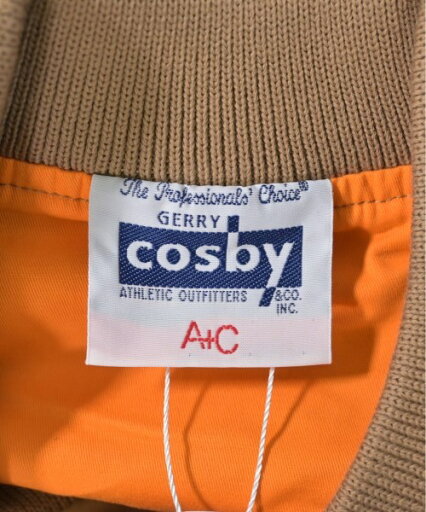 The Professionals' Choice®
GERRY
cosby
ATHLETIC OUTFITTERS &CO. INC.
A+C